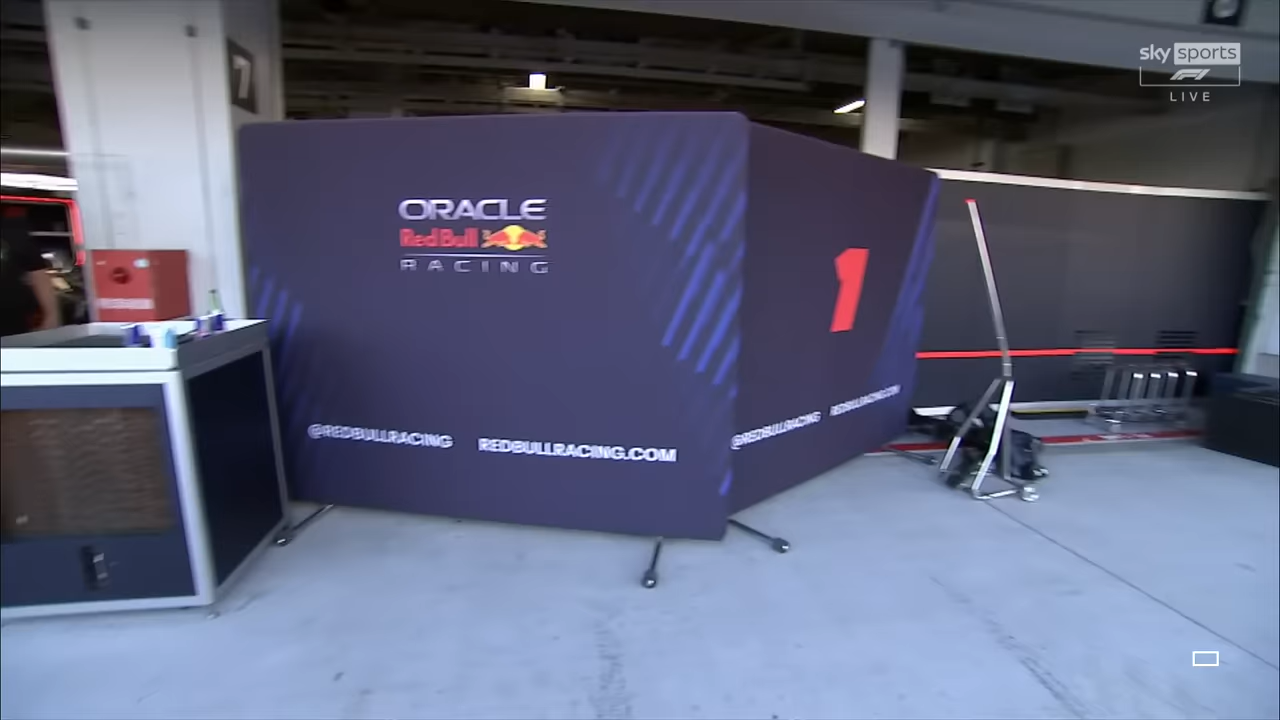 sky sports
F1
LIVE
7
ORACLE
Red Bull
RACING
1
@REDBULLRACING REDBULLRACING.COM
@REDBULLRACING REDBULLRACING.COM